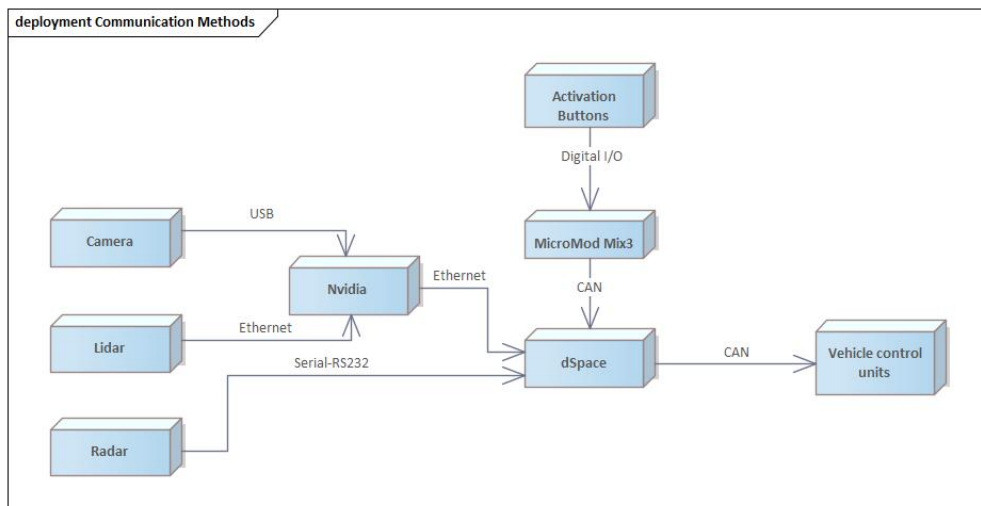 deployment Communication Methods
Activation
Buttons
Digital I/O
USB
Camera
MicroMod Mix3
Nvidia
Ethernet
CAN
Ethernet
Lidar
Serial-RS232
dSpace
CAN
Vehicle control
units
Radar